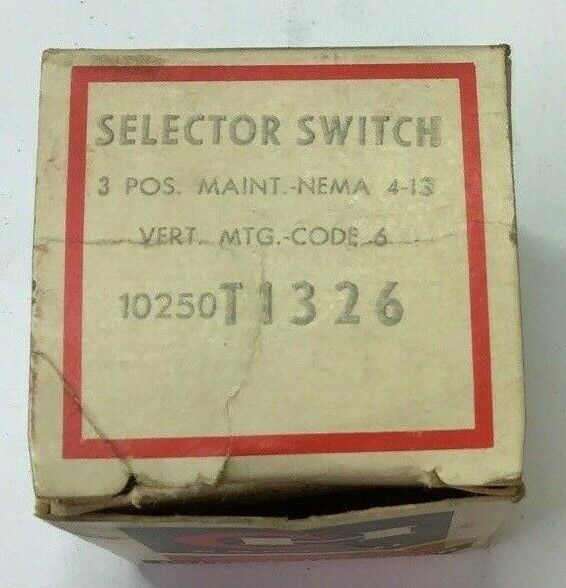 SELECTOR SWITCH
3 POS. MAINT.-NEMA 4-13
VERT. MTG.-CODE 6
10250T1326